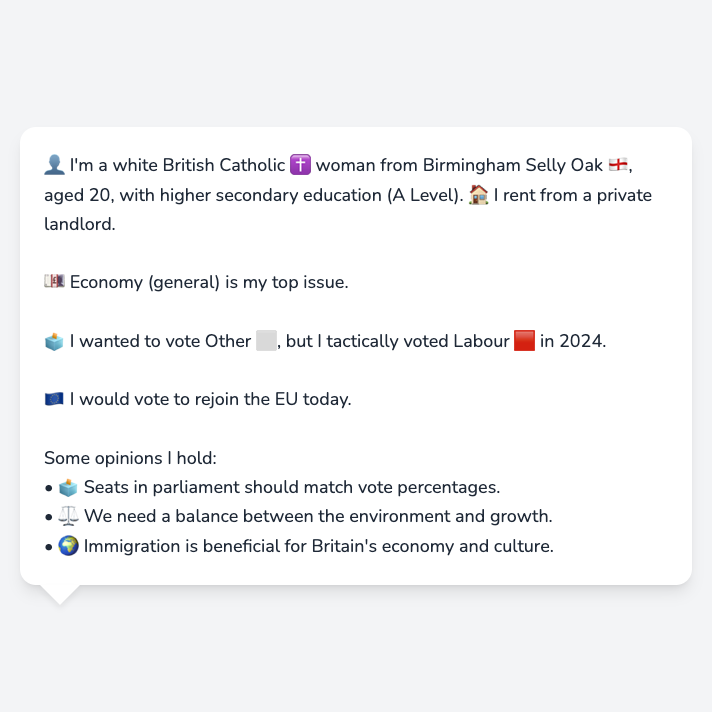 👤 I'm a white British Catholic ✝️ woman from Birmingham Selly Oak 🏴󠁧󠁢󠁥󠁮󠁧󠁿,
aged 20, with higher secondary education (A Level). 🏠 I rent from a private
landlord.
💷 Economy (general) is my top issue.
🗳️ I wanted to vote Other ⬜, but I tactically voted Labour 🟥 in 2024.
🇪🇺 I would vote to rejoin the EU today.
Some opinions I hold:
• 🗳️ Seats in parliament should match vote percentages.
• ⚖️ We need a balance between the environment and growth.
• 🌍 Immigration is beneficial for Britain's economy and culture.